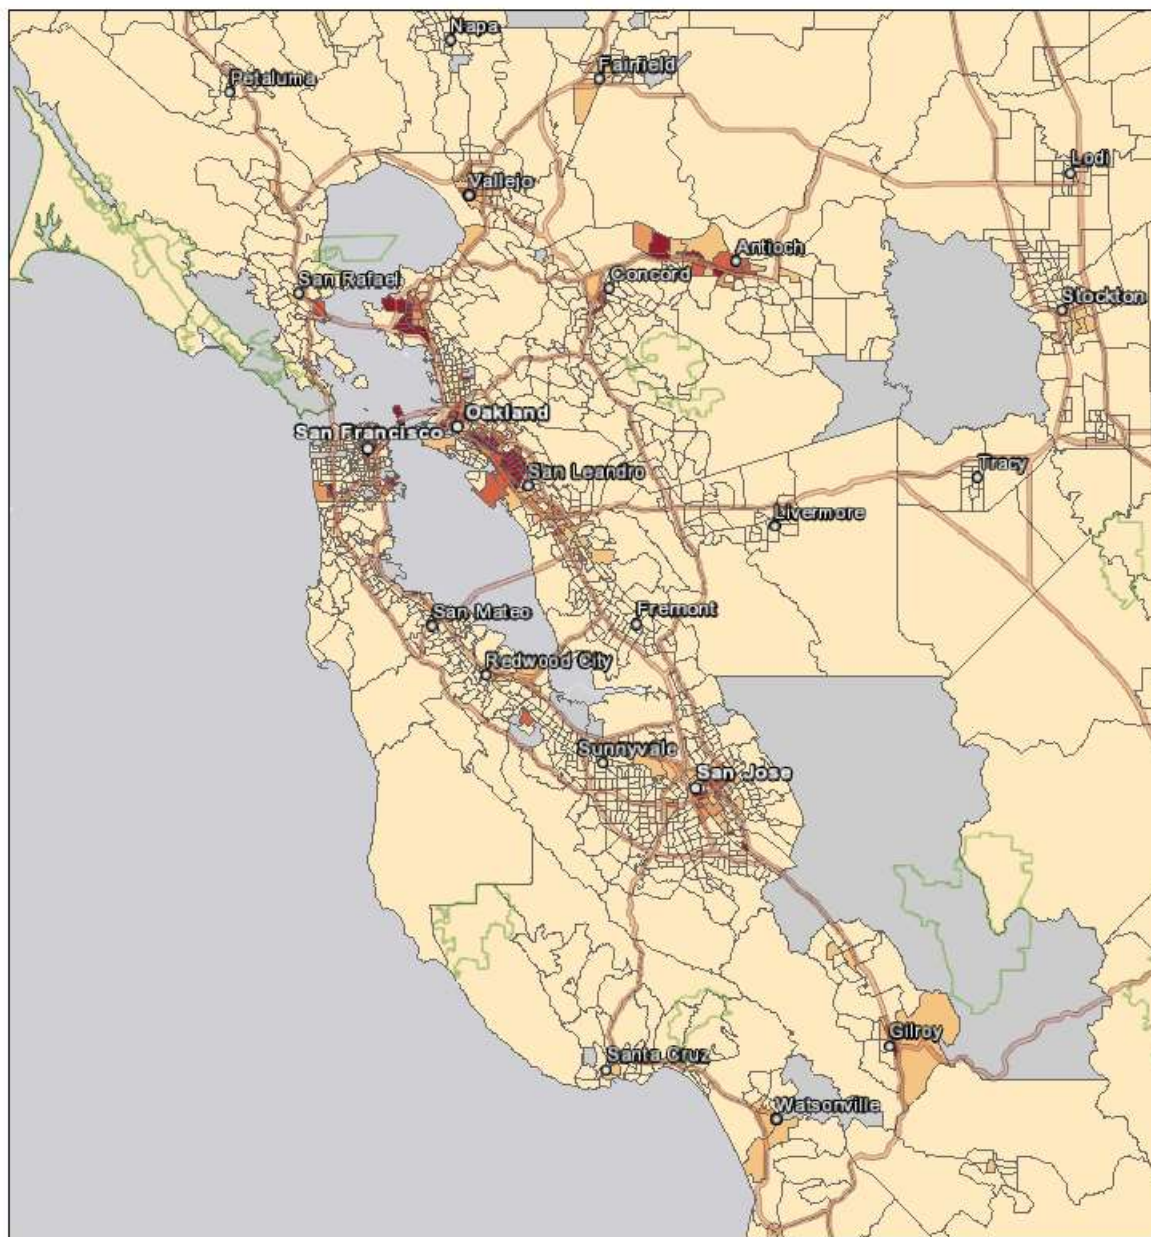 Napa
Fairfield
Petaluma
Lodi
Vallejo
Antioch
San Rafael
Concord
Stockton
Oakland
San Francisco
San Leandro
Tracy
Livermore
San Mateo
Fremont
Redwood City
Sunnyvale
San Jose
Gilroy
Santa Cruz
Watsonville